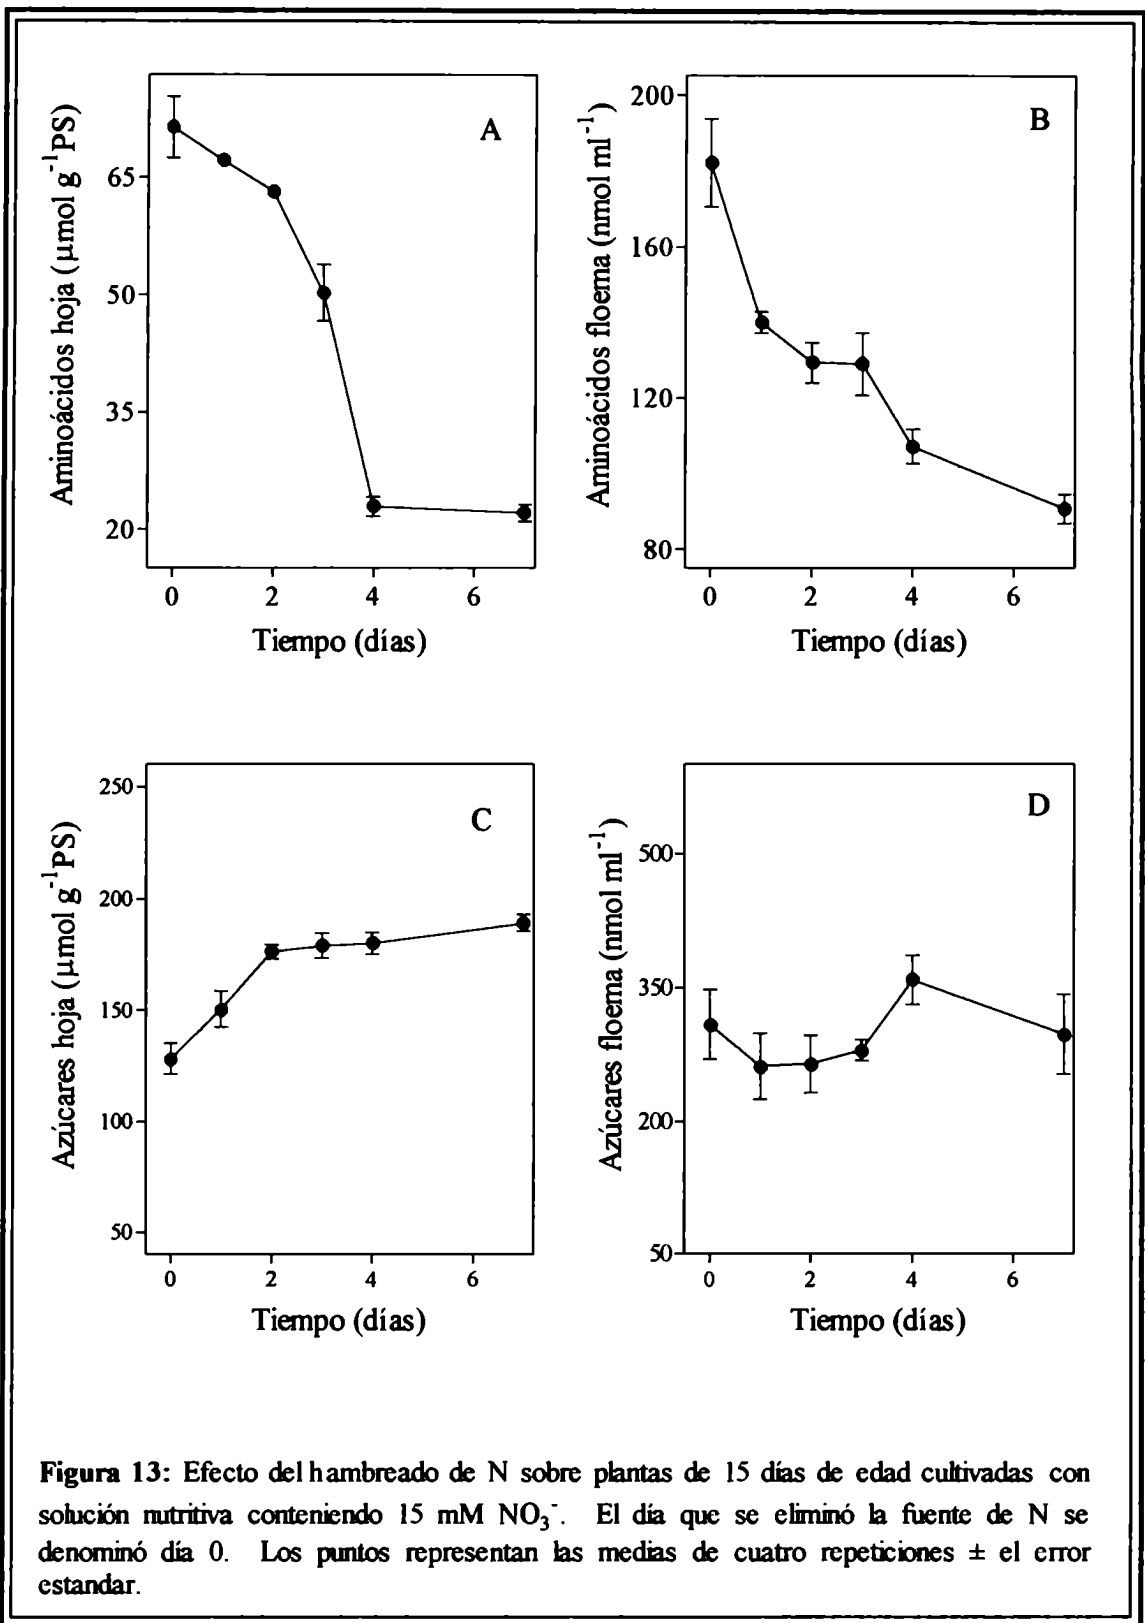 A
Aminoácidos hoja (μmol g⁻¹PS)
65
50
35
20
0 2 4 6
Tiempo (días)
B
Aminoácidos floema (nmol ml⁻¹)
200
160
120
80
0 2 4 6
Tiempo (días)
C
Azúcares hoja (μmol g⁻¹PS)
250
200
150
100
50
0 2 4 6
Tiempo (días)
D
Azúcares floema (nmol ml⁻¹)
500
350
200
50
0 2 4 6
Tiempo (días)
Figura 13: Efecto del hambreado de N sobre plantas de 15 días de edad cultivadas con
solución nutritiva conteniendo 15 mM NO₃⁻. El día que se eliminó la fuente de N se
denominó día 0. Los puntos representan las medias de cuatro repeticiones ± el error
estandar.